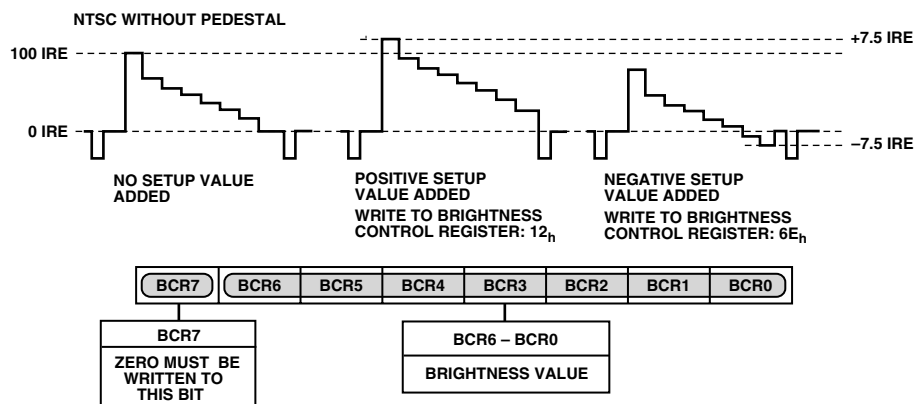 NTSC WITHOUT PEDESTAL
+7.5 IRE
100 IRE
0 IRE
–7.5 IRE
NO SETUP VALUE
ADDED
POSITIVE SETUP
VALUE ADDED
WRITE TO BRIGHTNESS
CONTROL REGISTER: 12h
NEGATIVE SETUP
VALUE ADDED
WRITE TO BRIGHTNESS
CONTROL REGISTER: 6Eh
BCR7 BCR6 BCR5 BCR4 BCR3 BCR2 BCR1 BCR0
BCR7
ZERO MUST BE
WRITTEN TO
THIS BIT
BCR6 – BCR0
BRIGHTNESS VALUE